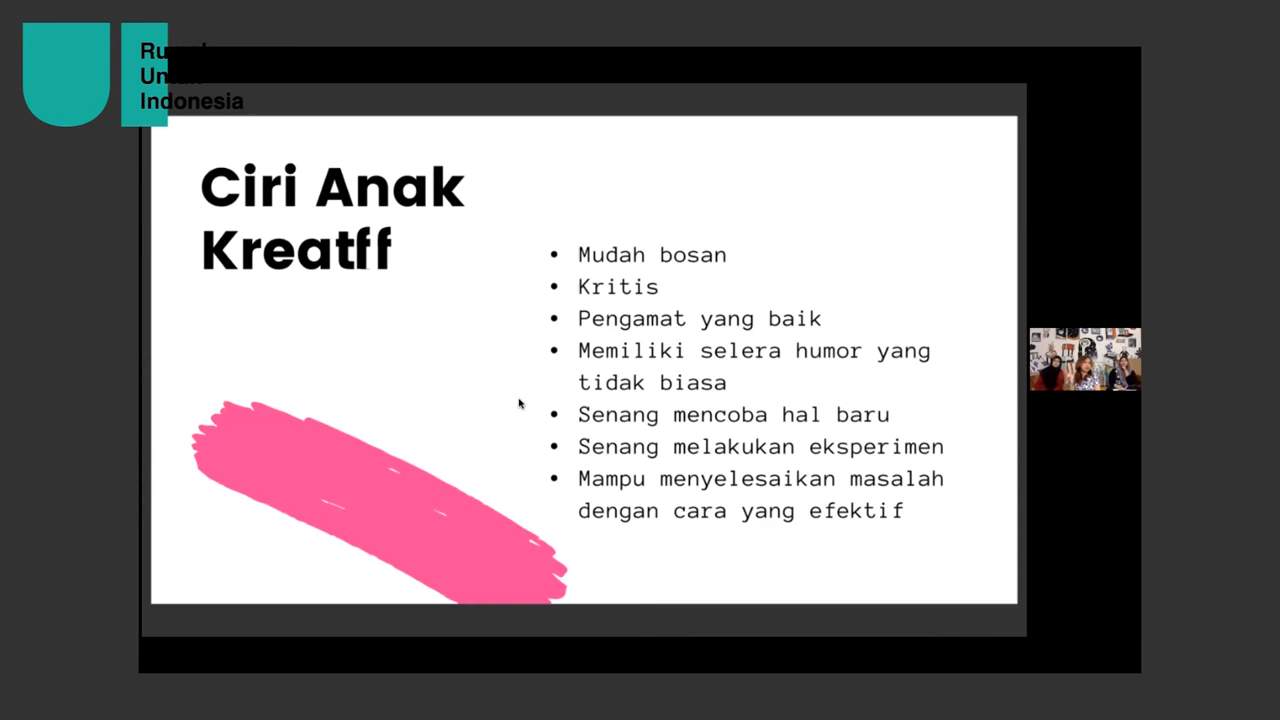 Indonesia
Ciri Anak
Kreatff
• Mudah bosan
• Kritis
• Pengamat yang baik
• Memiliki selera humor yang
tidak biasa
• Senang mencoba hal baru
• Senang melakukan eksperimen
• Mampu menyelesaikan masalah
dengan cara yang efektif